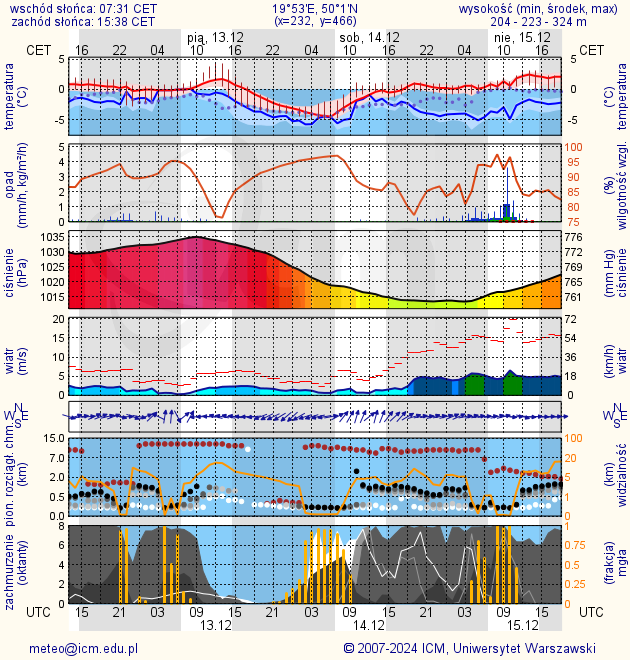 wschód słońca: 07:31 CET 19°53'E, 50°1'N wysokość (min, środek, max)
zachód słońca: 15:38 CET (x=232, y=466) 204 - 223 - 324 m
pią, 13.12 sob, 14.12 nie, 15.12
CET 16 22 04 10 16 22 04 10 16 22 04 10 16 CET
temperatura (°C) 5 0 -5 5 0 -5 temperatura (°C)
opad (mm/h, kg/m²/h) 5 4 3 2 1 0 100 95 90 85 80 75 (%) wilgotność wzgl.
ciśnienie (hPa) 1035 1030 1025 1020 1015 776 772 769 765 761 (mm Hg) ciśnienie
wiatr (m/s) 20 15 10 5 0 72 54 36 18 0 (km/h) wiatr
N W E S N W E S
pion. rozciągł. chm. (km) 15.0 7.0 2.0 0.5 0.0 100 20 5 1 0 (km) widzialność
zachmurzenie (oktanty) 8 6 4 2 0 1 0.75 0.5 0.25 0 (frakcja) mgła
UTC 15 21 03 09 15 21 03 09 15 21 03 09 15 UTC
13.12 14.12 15.12
meteo@icm.edu.pl © 2007-2024 ICM, Uniwersytet Warszawski